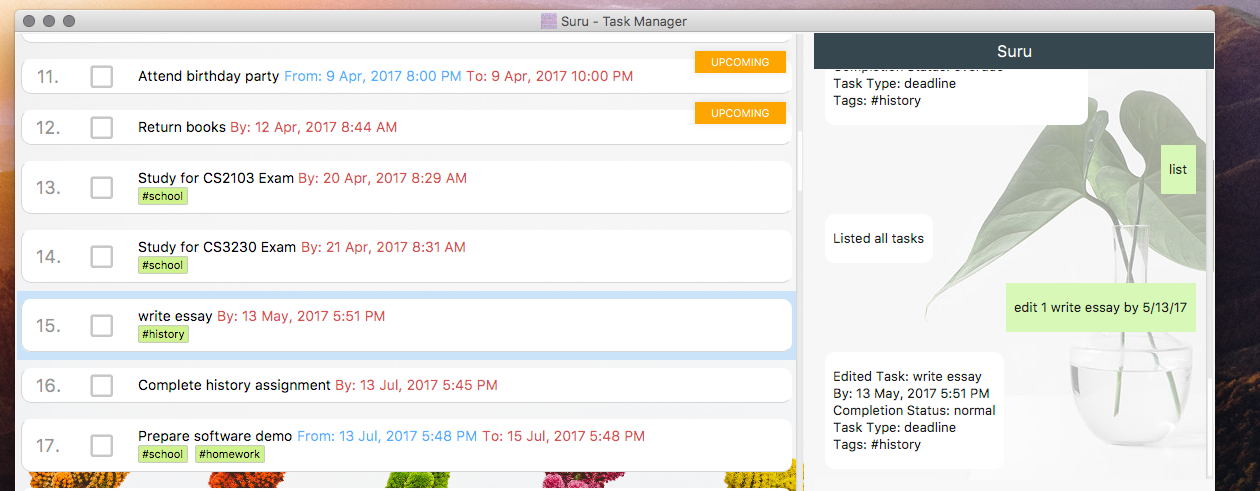 Suru - Task Manager
11.
Attend birthday party From: 9 Apr, 2017 8:00 PM To: 9 Apr, 2017 10:00 PM
UPCOMING
12.
Return books By: 12 Apr, 2017 8:44 AM
UPCOMING
13.
Study for CS2103 Exam By: 20 Apr, 2017 8:29 AM
#school
14.
Study for CS3230 Exam By: 21 Apr, 2017 8:31 AM
#school
15.
write essay By: 13 May, 2017 5:51 PM
#history
16.
Complete history assignment By: 13 Jul, 2017 5:45 PM
17.
Prepare software demo From: 13 Jul, 2017 5:48 PM To: 15 Jul, 2017 5:48 PM
#school #homework
Suru
Completion Status: overdue
Task Type: deadline
Tags: #history
list
Listed all tasks
edit 1 write essay by 5/13/17
Edited Task: write essay
By: 13 May, 2017 5:51 PM
Completion Status: normal
Task Type: deadline
Tags: #history